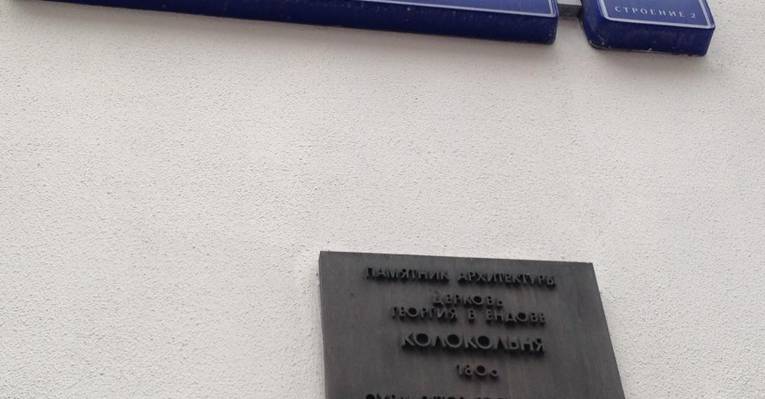 СТРОЕНИЕ 2
ПАМЯТНИК АРХИТЕКТУРЫ
ЦЕРКОВЬ
ГЕОРГИЯ В ЕНДОВЕ
КОЛОКОЛЬНЯ
1806